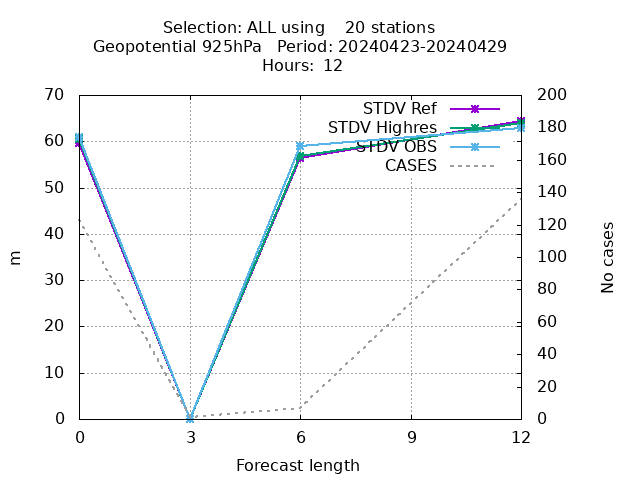 Selection: ALL using    20 stations
Geopotential 925hPa   Period: 20240423-20240429
Hours:  12
70
60
50
40
30
20
10
0
m
STDV Ref
STDV Highres
STDV OBS
CASES
200
180
160
140
120
100
80
60
40
20
0
No cases
0 3 6 9 12
Forecast length